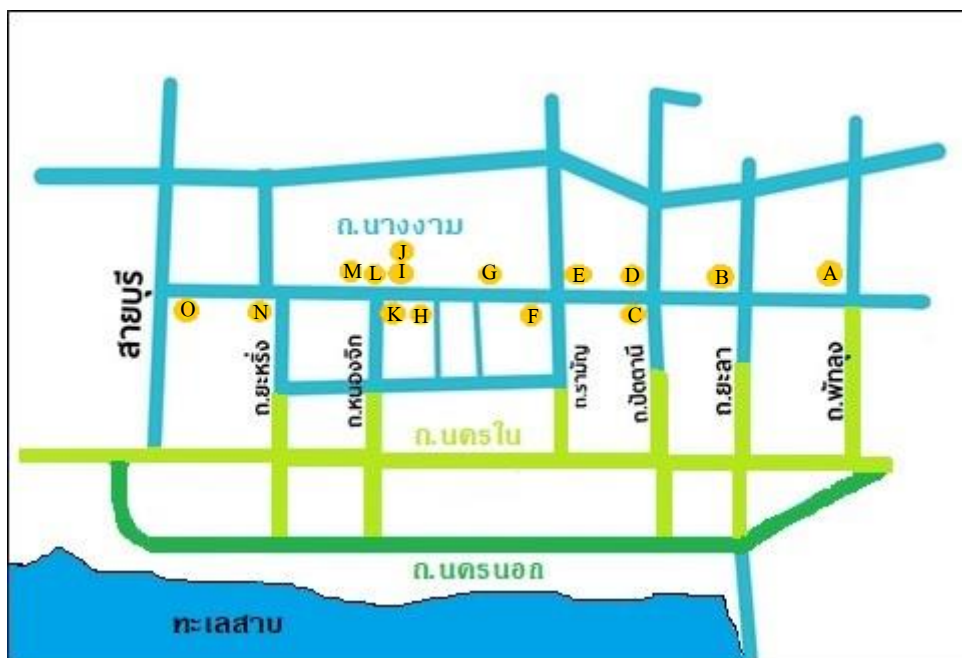 ถ.นางงาม
J
M
L
I
G
E
D
B
A
O
N
K
H
F
C
สายบุรี
ถ.ยะหริ่ง
ถ.หนองจิก
ถ.รามัญ
ถ.ปัตตานี
ถ.ยะลา
ถ.พัทลุง
ถ.นครใน
ถ.นครนอก
ทะเลสาบ